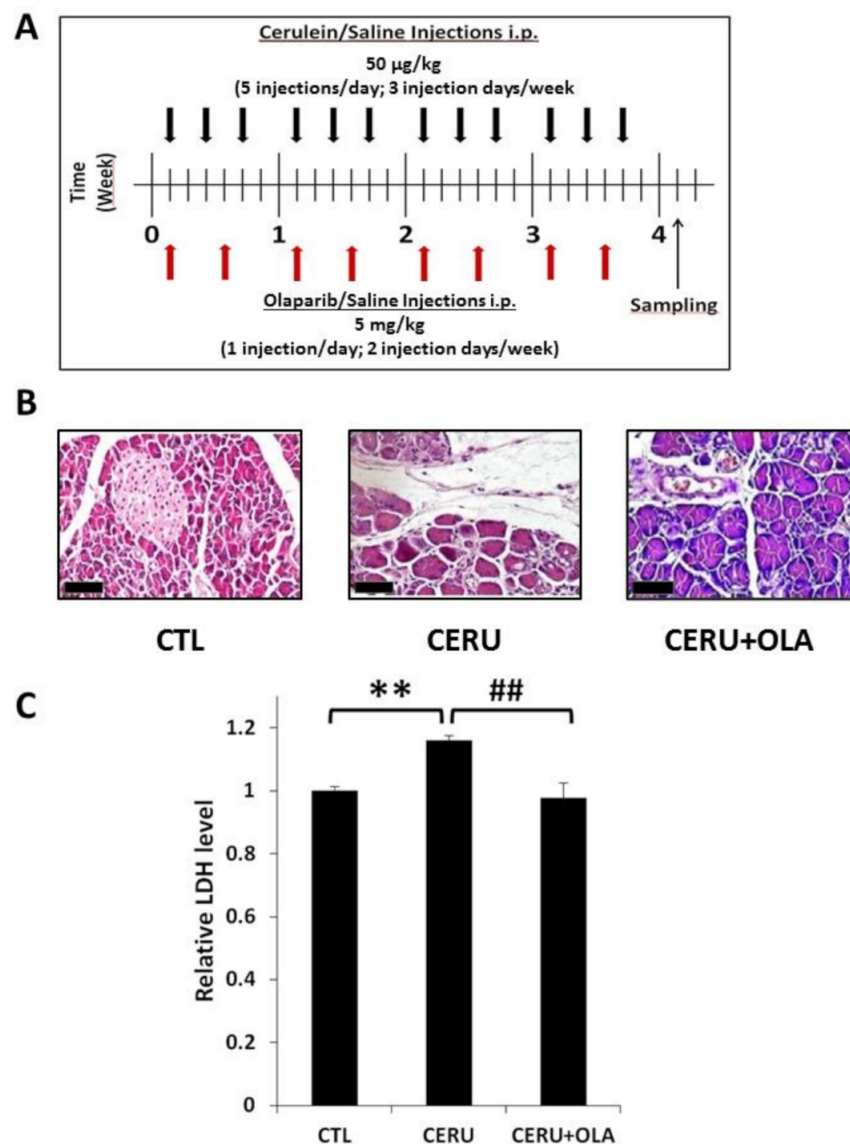 A
Cerulein/Saline Injections i.p.
50 µg/kg
(5 injections/day; 3 injection days/week
Time
(Week)
0 1 2 3 4
Olaparib/Saline Injections i.p.
5 mg/kg
(1 injection/day; 2 injection days/week)
Sampling
B
CTL CERU CERU+OLA
C
** ##
Relative LDH level
1.2
1
0.8
0.6
0.4
0.2
0
CTL CERU CERU+OLA